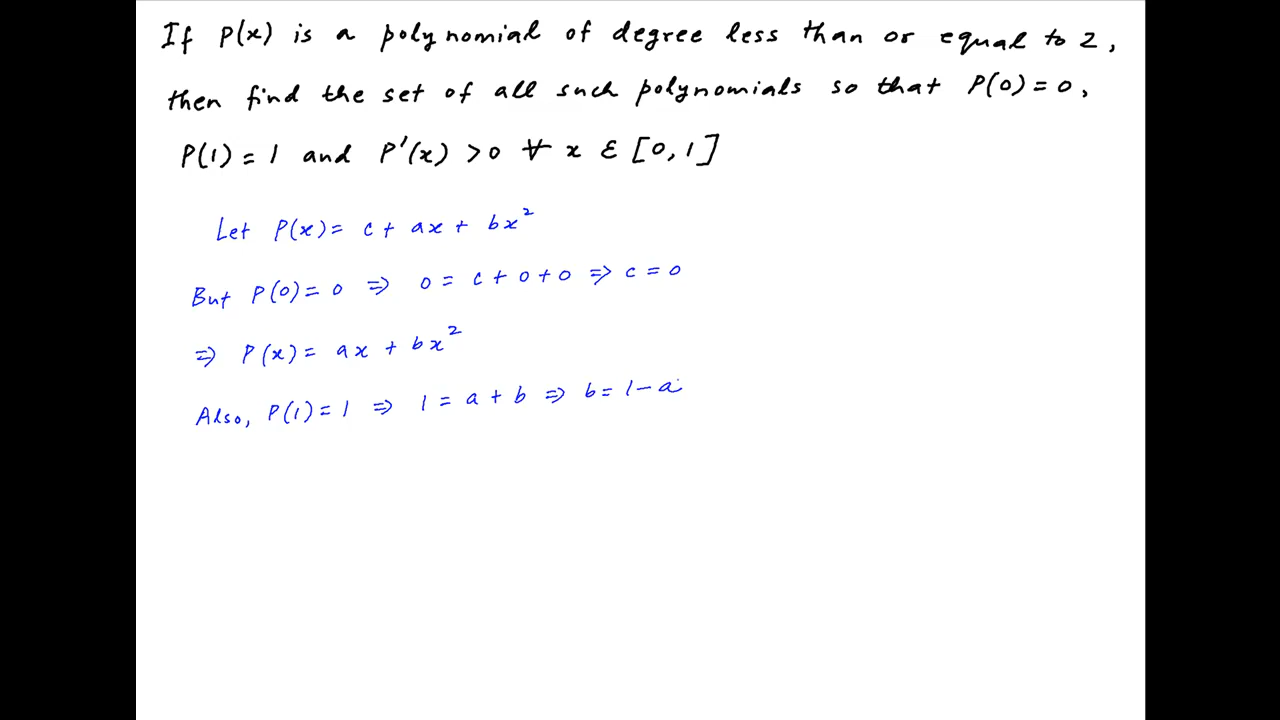 If P(x) is a polynomial of degree less than or equal to 2,
then find the set of all such polynomials so that P(0) = 0,
P(1) = 1 and P'(x) > 0 ∀ x ε [0, 1]
Let P(x) = c + ax + bx²
But P(0) = 0 ⇒ 0 = c + 0 + 0 ⇒ c = 0
⇒ P(x) = ax + bx²
Also, P(1) = 1 ⇒ 1 = a + b ⇒ b = 1 - a